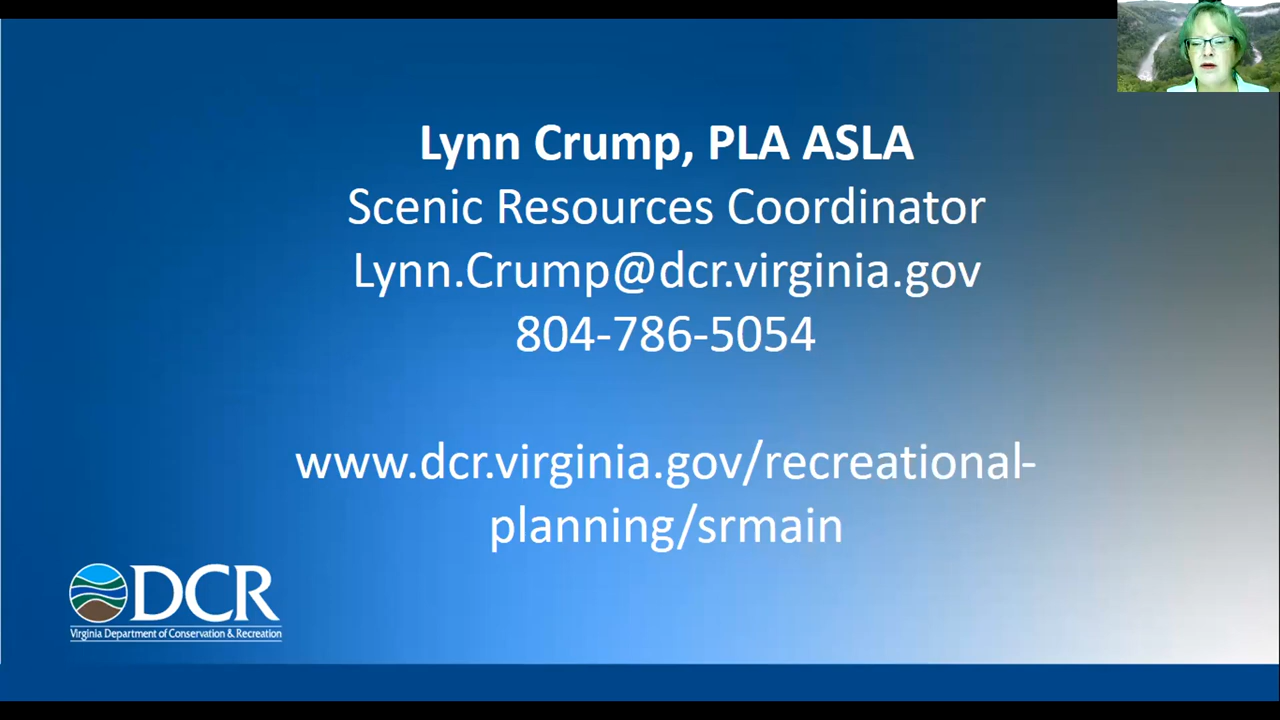 Lynn Crump, PLA ASLA
Scenic Resources Coordinator
Lynn.Crump@dcr.virginia.gov
804-786-5054
www.dcr.virginia.gov/recreational-
planning/srmain
DCR
Virginia Department of Conservation & Recreation